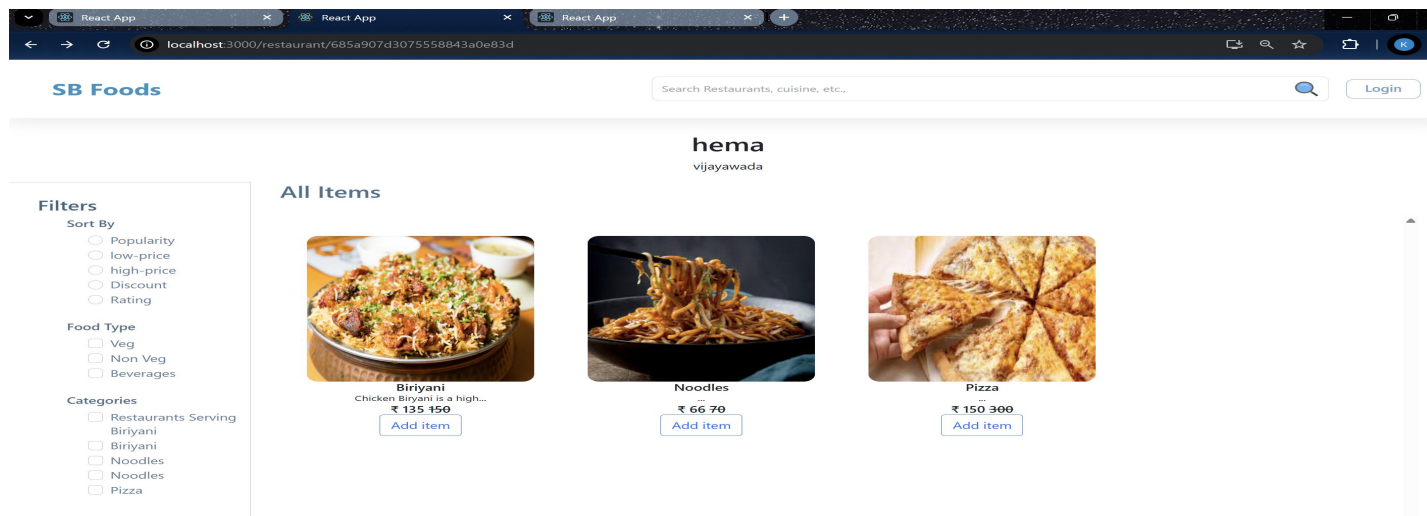 React App
React App
React App
localhost:3000/restaurant/685a907d3075558843a0e83d
K
SB Foods
Search Restaurants, cuisine, etc.,
Login
hema
vijayawada
All Items
Filters
Sort By
Popularity
low-price
high-price
Discount
Rating
Food Type
Veg
Non Veg
Beverages
Categories
Restaurants Serving
Biriyani
Biriyani
Noodles
Noodles
Pizza
Biriyani
Chicken Biryani is a high...
₹ 135 150
Add item
Noodles
...
₹ 66 70
Add item
Pizza
...
₹ 150 300
Add item